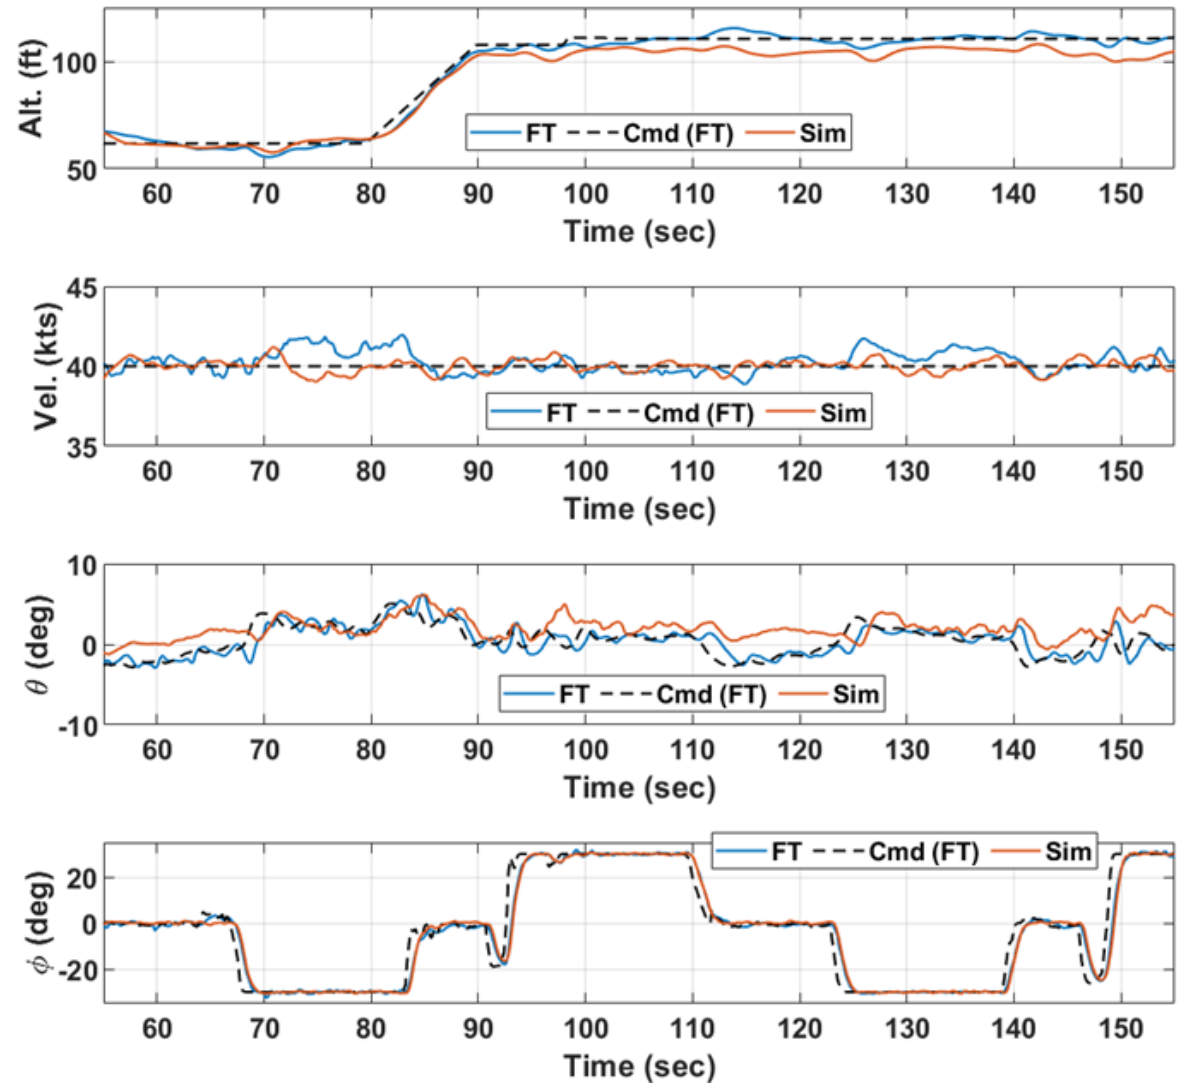 Alt. (ft)
100
50
FT Cmd (FT) Sim
60 70 80 90 100 110 120 130 140 150
Time (sec)
Vel. (kts)
45
40
35
FT Cmd (FT) Sim
60 70 80 90 100 110 120 130 140 150
Time (sec)
θ (deg)
10
0
-10
FT Cmd (FT) Sim
60 70 80 90 100 110 120 130 140 150
Time (sec)
ϕ (deg)
20
0
-20
FT Cmd (FT) Sim
60 70 80 90 100 110 120 130 140 150
Time (sec)